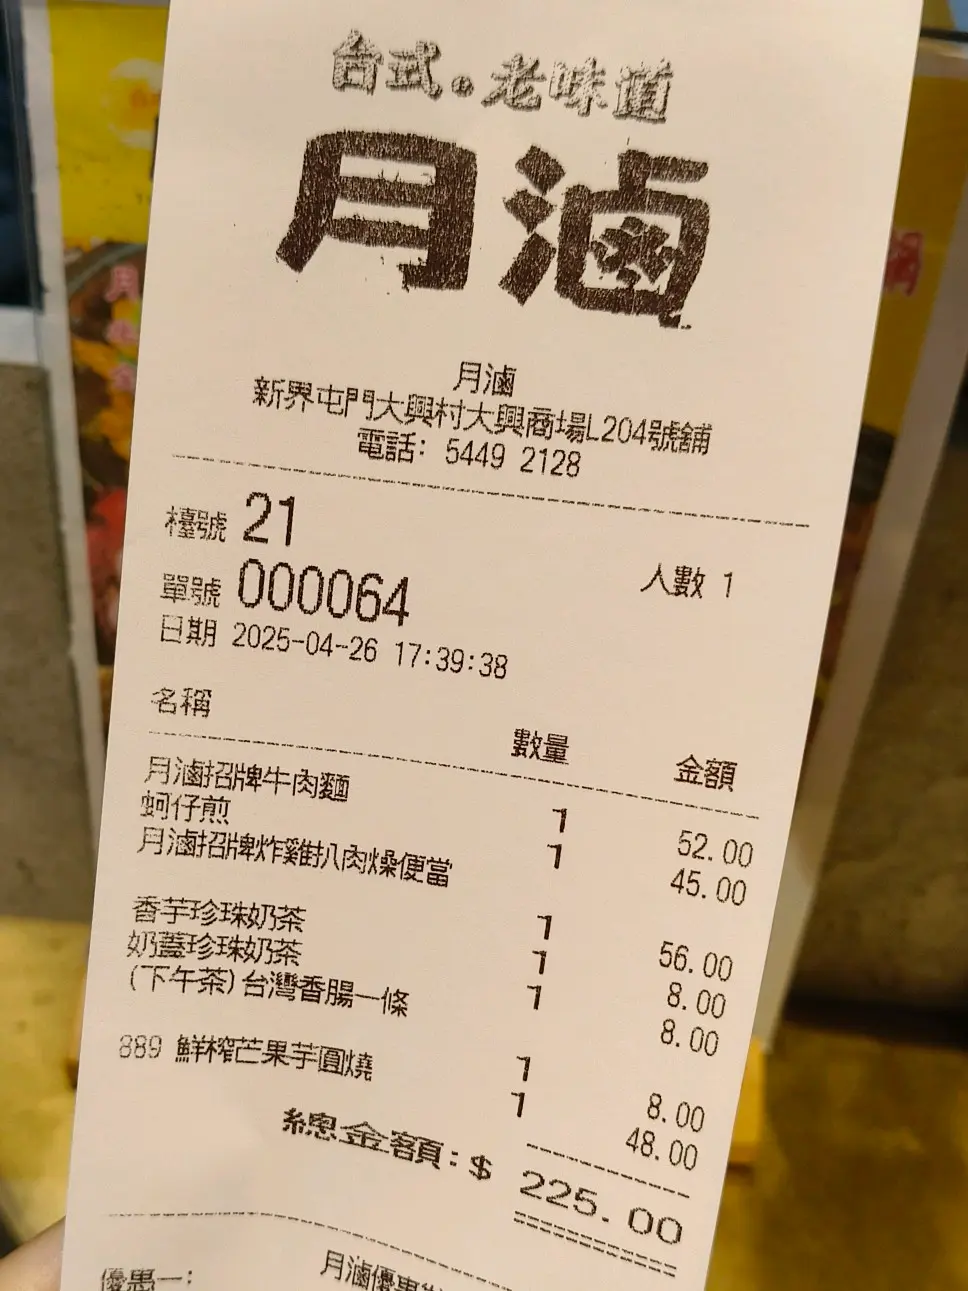 台式。老味道
月滷
月滷
新界屯門大興村大興商場L204號舖
電話: 5449 2128
檯號 21
人數 1
單號 000064
日期 2025-04-26 17:39:38
名稱 數量 金額
月滷招牌牛肉麵 1 52.00
蚵仔煎 1 45.00
月滷招牌炸雞扒肉燥便當 1 56.00
香芋珍珠奶茶 1 8.00
奶蓋珍珠奶茶 1 8.00
(下午茶)台灣香腸一條 1 8.00
889 鮮榨芒果芋圓燒 1 48.00
總金額:$ 225.00
月滷優惠
優惠一: